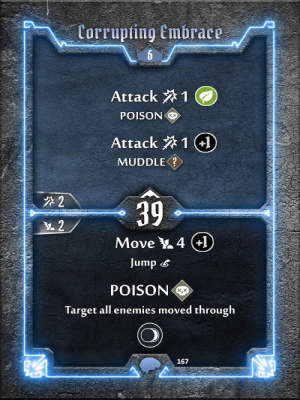 Corrupting Embrace
6
Attack 1
POISON
Attack 1 +1
MUDDLE ?
2
39
2
Move 4 +1
Jump
POISON
Target all enemies moved through
167